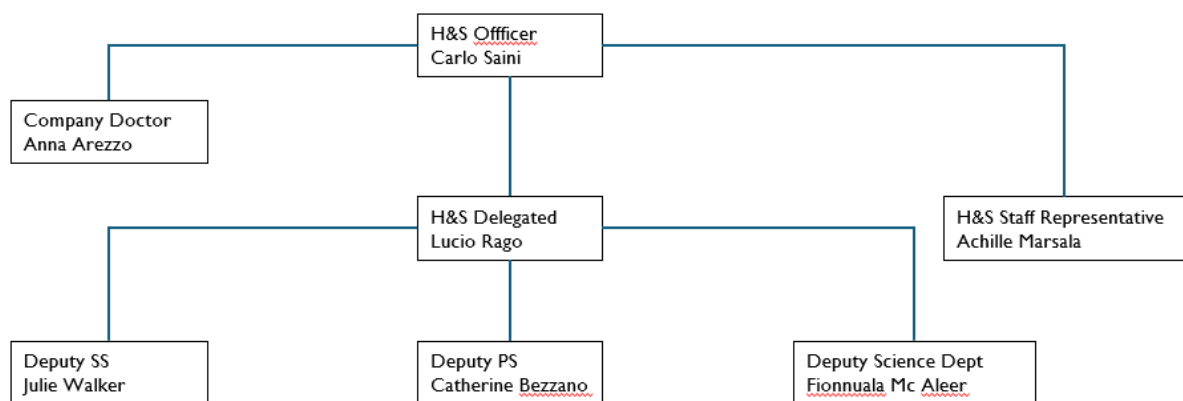 H&S Offficer
Carlo Saini
Company Doctor
Anna Arezzo
H&S Delegated
Lucio Rago
H&S Staff Representative
Achille Marsala
Deputy SS
Julie Walker
Deputy PS
Catherine Bezzano
Deputy Science Dept
Fionnuala Mc Aleer